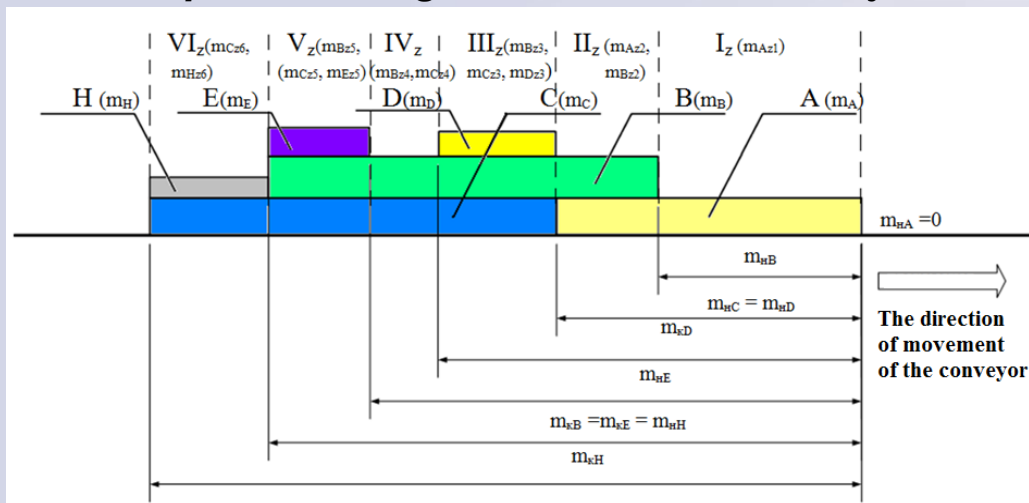 VIz(mCz6, mHz6)
Vz(mBz5, mCz5, mEz5)
IVz (mBz4,mCz4)
IIIz(mBz3, mCz3, mDz3)
IIz (mAz2, mBz2)
Iz (mAz1)
H (mH)
E(mE)
D(mD)
C(mC)
B(mB)
A (mA)
mнA =0
mнB
mнC = mнD
mкD
mнE
mкB =mкE = mнH
mкH
The direction
of movement
of the conveyor